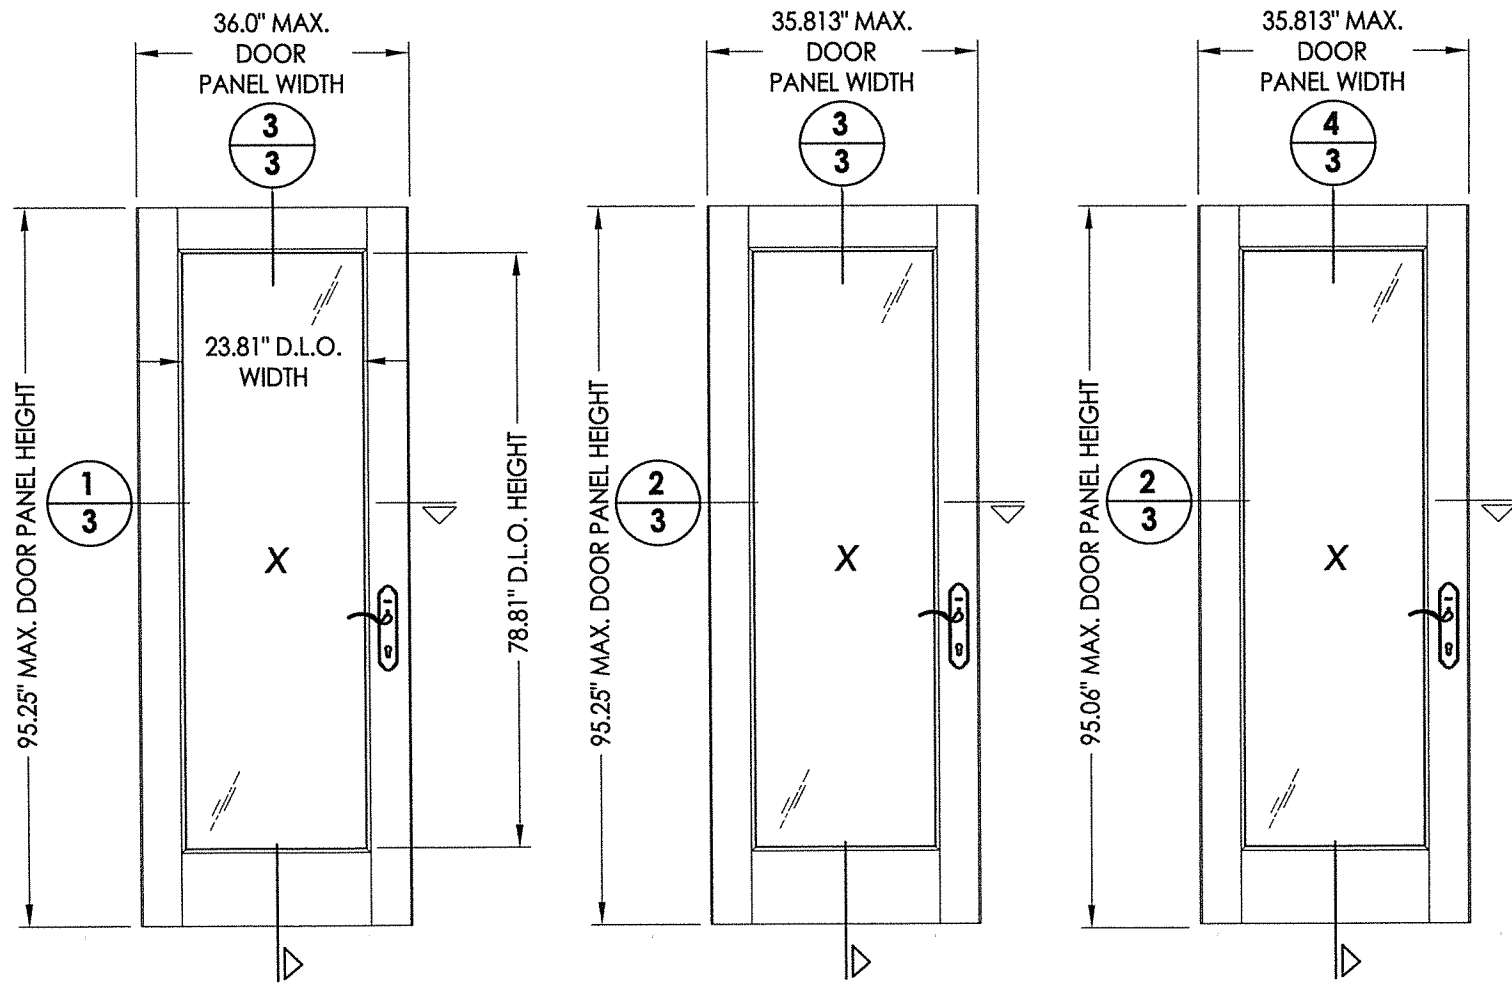 36.0" MAX.
DOOR
PANEL WIDTH
3
3
95.25" MAX. DOOR PANEL HEIGHT
23.81" D.L.O.
WIDTH
1
3
X
78.81" D.L.O. HEIGHT
35.813" MAX.
DOOR
PANEL WIDTH
3
3
95.25" MAX. DOOR PANEL HEIGHT
2
3
X
35.813" MAX.
DOOR
PANEL WIDTH
4
3
95.06" MAX. DOOR PANEL HEIGHT
2
3
X